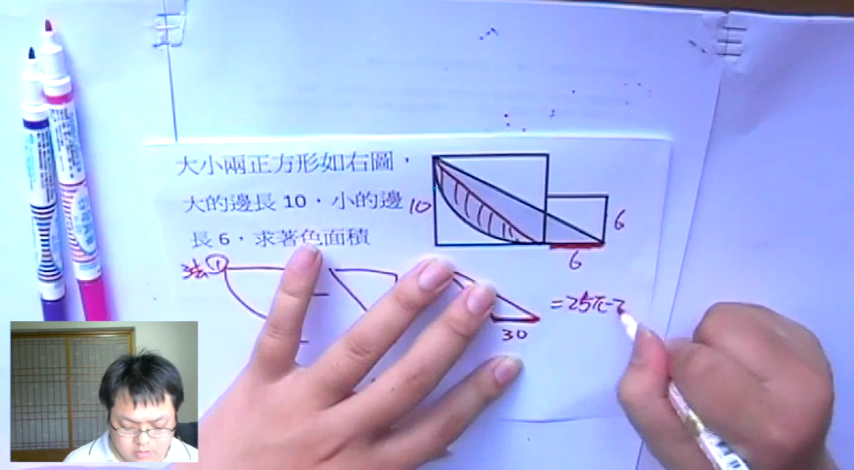 大小兩正方形如右圖，
大的邊長 10，小的邊
長 6，求著色面積
10
6
6
法①
30
=25π-2